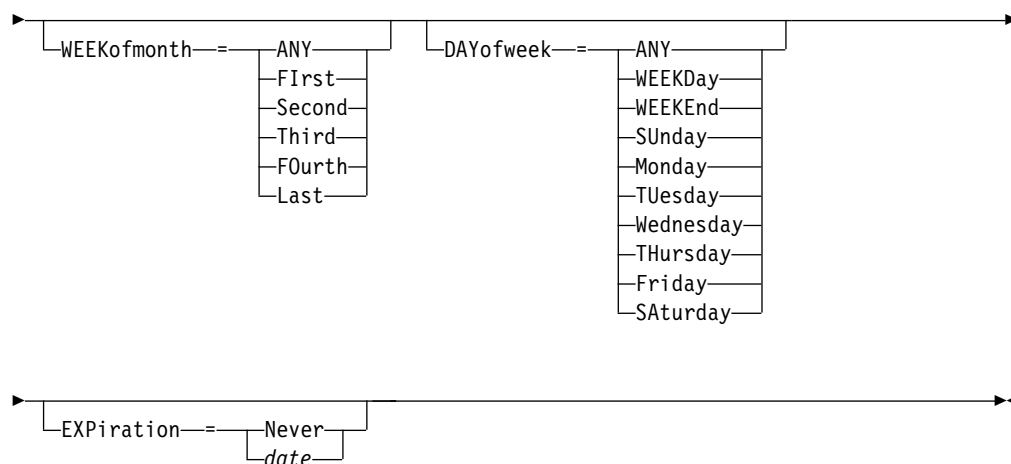 WEEKofmonth = ANY DAYofweek = ANY
FIrst WEEKDay
Second WEEKEnd
Third SUnday
FOurth Monday
Last TUesday
Wednesday
THursday
Friday
SAturday
EXPiration = Never
date